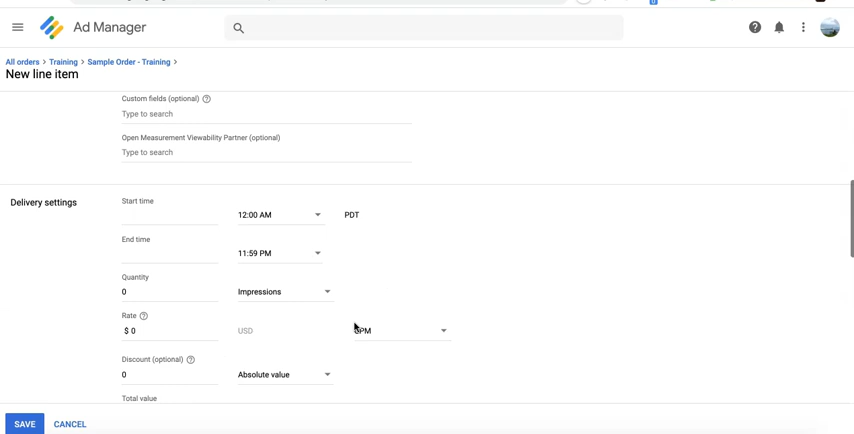 Ad Manager
All orders > Training > Sample Order - Training >
New line item
Custom fields (optional)
Type to search
Open Measurement Viewability Partner (optional)
Type to search
Delivery settings
Start time
12:00 AM PDT
End time
11:59 PM
Quantity
0 Impressions
Rate
$ 0 USD CPM
Discount (optional)
0 Absolute value
Total value
SAVE CANCEL